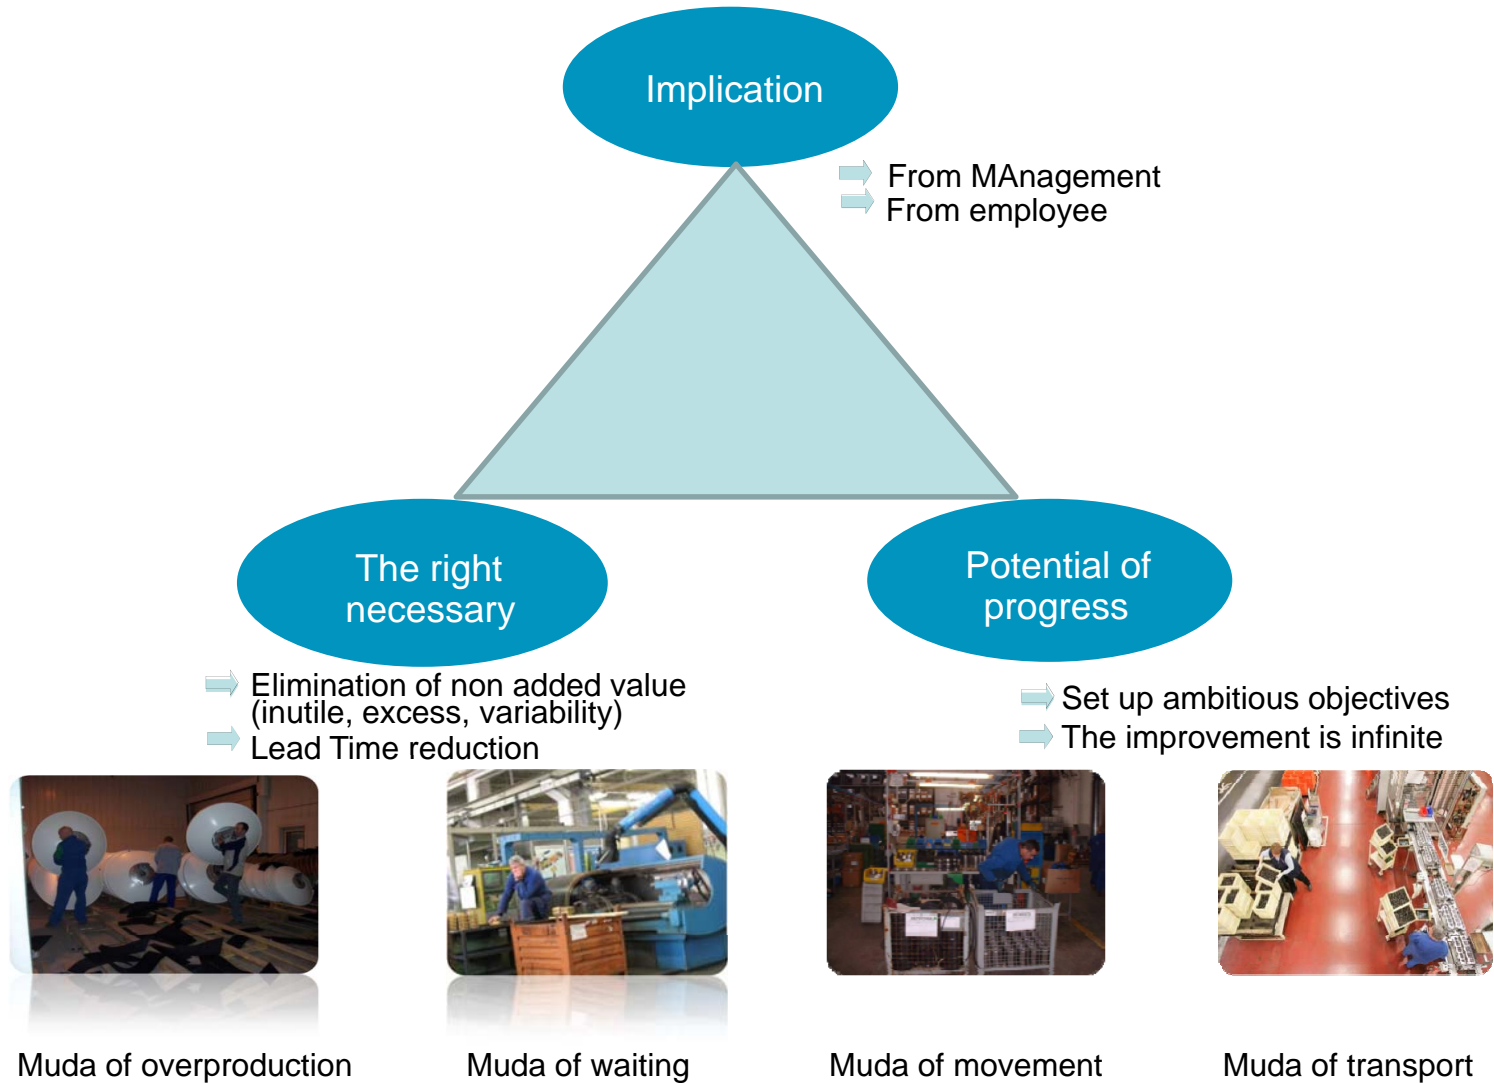 Implication
From MAnagement
From employee
The right
necessary
Potential of
progress
Elimination of non added value
(inutile, excess, variability)
Lead Time reduction
Set up ambitious objectives
The improvement is infinite
Muda of overproduction
Muda of waiting
Muda of movement
Muda of transport